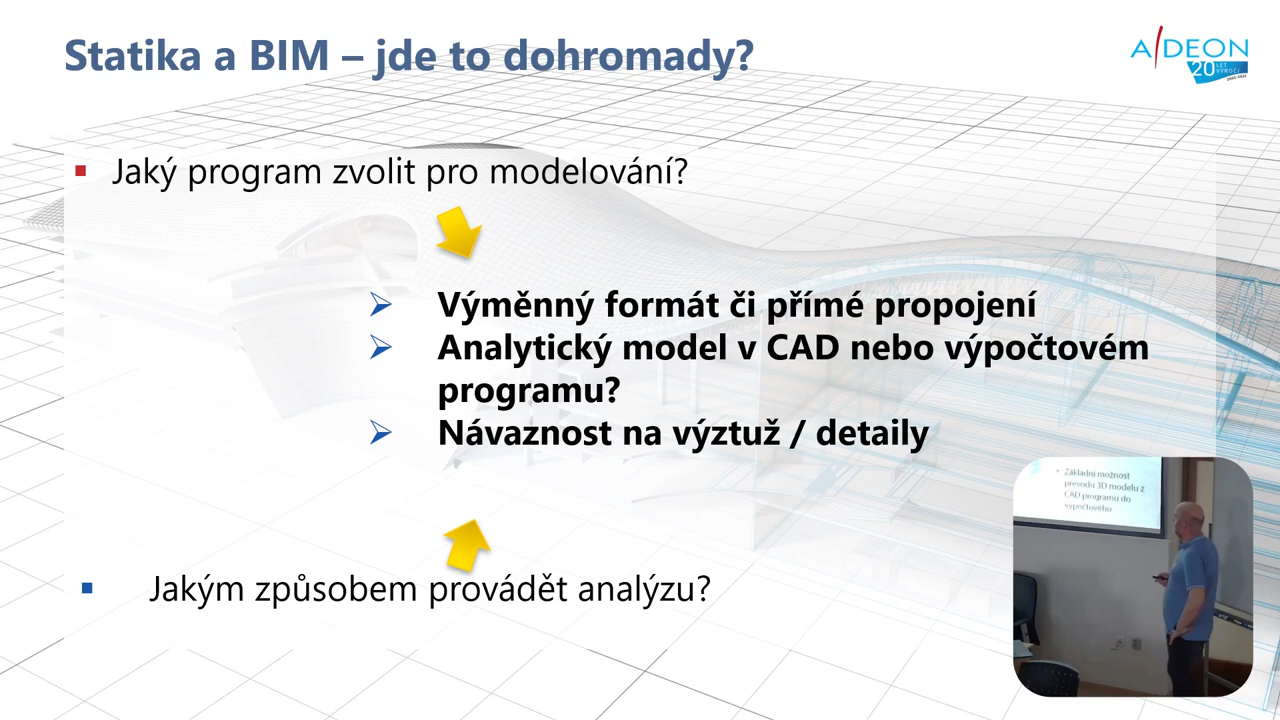 Statika a BIM – jde to dohromady?
A/DEON
20 LET
VÝROČÍ
Jaký program zvolit pro modelování?
Výměnný formát či přímé propojení
Analytický model v CAD nebo výpočtovém
programu?
Návaznost na výztuž / detaily
Jakým způsobem provádět analýzu?
Základní možnost
převodu 3D modelu z
CAD programu do
výpočtového